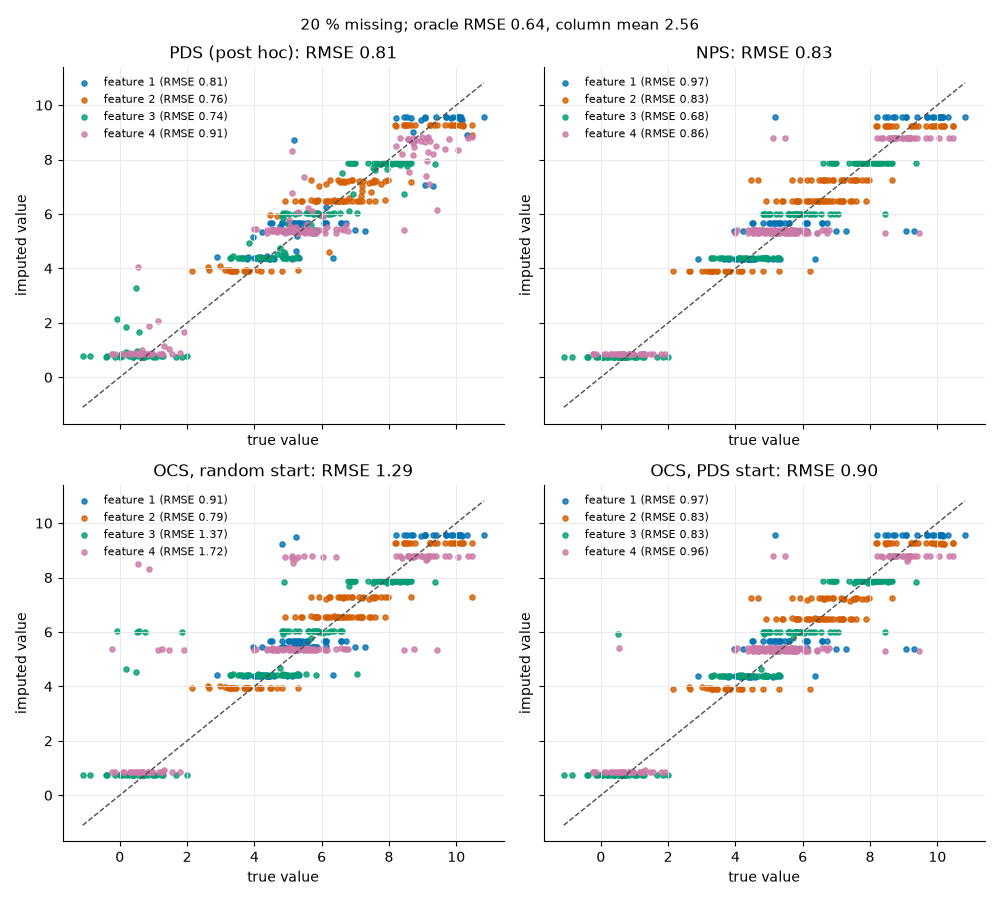 20 % missing; oracle RMSE 0.64, column mean 2.56
PDS (post hoc): RMSE 0.81
feature 1 (RMSE 0.81)
feature 2 (RMSE 0.76)
feature 3 (RMSE 0.74)
feature 4 (RMSE 0.91)
10
8
6
4
2
0
imputed value
true value
NPS: RMSE 0.83
feature 1 (RMSE 0.97)
feature 2 (RMSE 0.83)
feature 3 (RMSE 0.68)
feature 4 (RMSE 0.86)
imputed value
true value
OCS, random start: RMSE 1.29
feature 1 (RMSE 0.91)
feature 2 (RMSE 0.79)
feature 3 (RMSE 1.37)
feature 4 (RMSE 1.72)
10
8
6
4
2
0
imputed value
0 2 4 6 8 10
true value
OCS, PDS start: RMSE 0.90
feature 1 (RMSE 0.97)
feature 2 (RMSE 0.83)
feature 3 (RMSE 0.83)
feature 4 (RMSE 0.96)
imputed value
0 2 4 6 8 10
true value